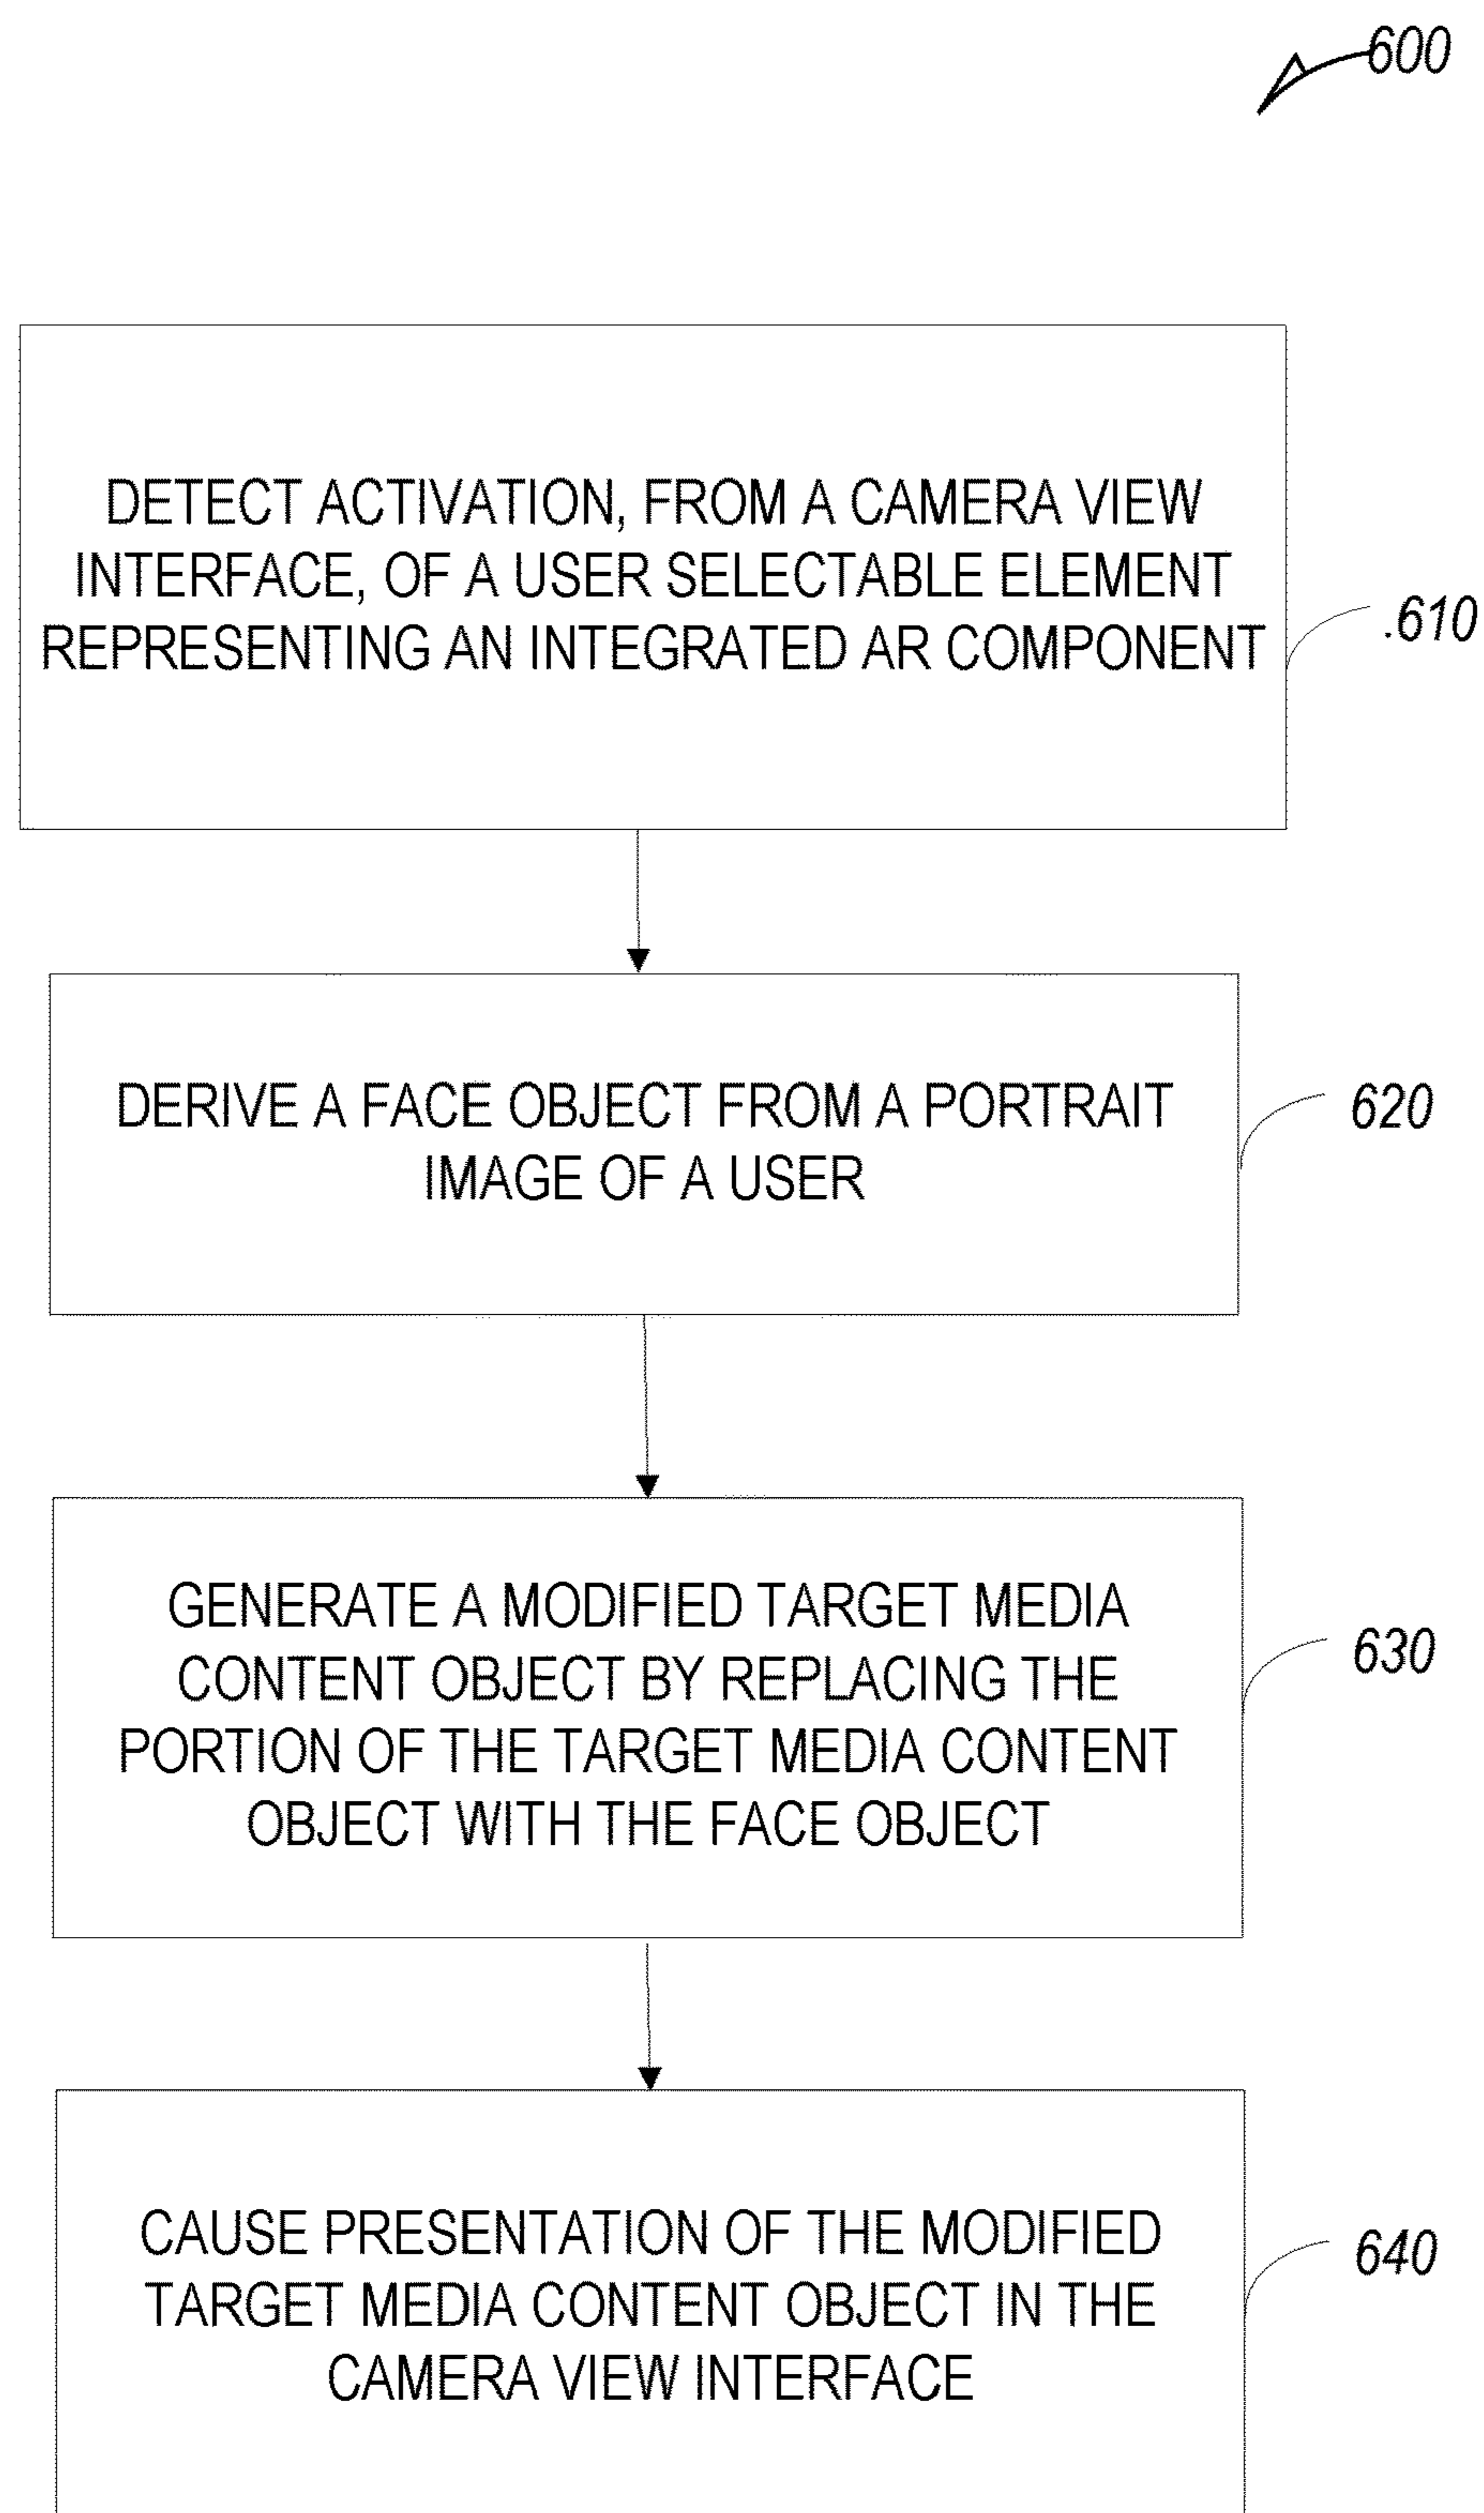 600
DETECT ACTIVATION, FROM A CAMERA VIEW
INTERFACE, OF A USER SELECTABLE ELEMENT
REPRESENTING AN INTEGRATED AR COMPONENT
.610
DERIVE A FACE OBJECT FROM A PORTRAIT
IMAGE OF A USER
620
GENERATE A MODIFIED TARGET MEDIA
CONTENT OBJECT BY REPLACING THE
PORTION OF THE TARGET MEDIA CONTENT
OBJECT WITH THE FACE OBJECT
630
CAUSE PRESENTATION OF THE MODIFIED
TARGET MEDIA CONTENT OBJECT IN THE
CAMERA VIEW INTERFACE
640